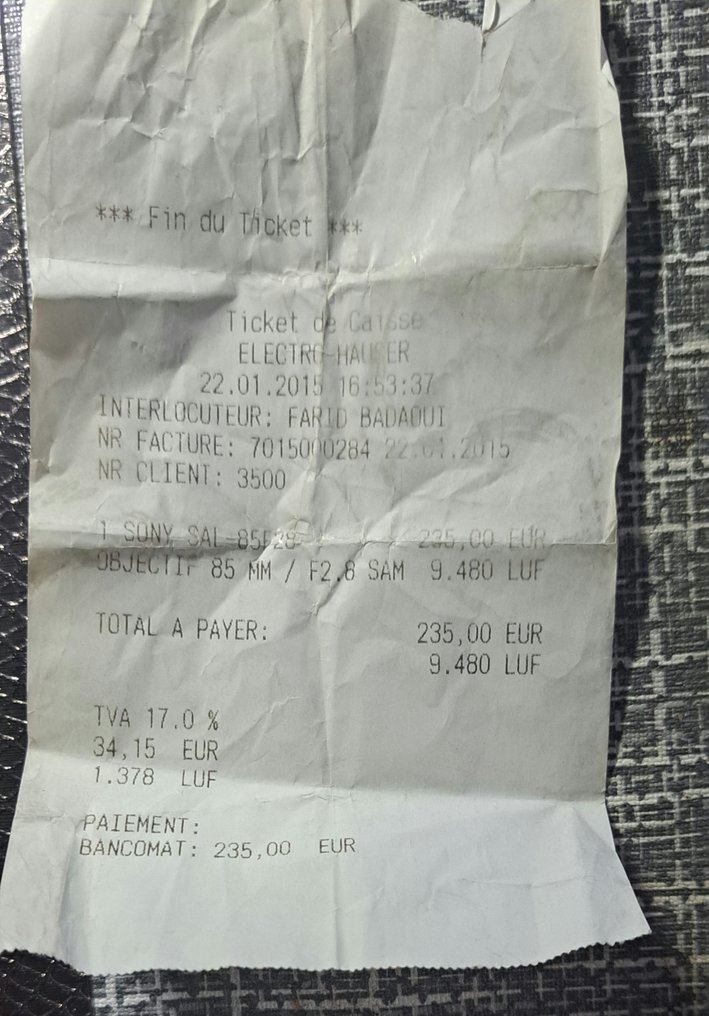 *** Fin du Ticket ***
Ticket de Caisse
ELECTRO-HAUSER
22.01.2015 16:53:37
INTERLOCUTEUR: FARID BADAOUI
NR FACTURE: 7015000284 22.01.2015
NR CLIENT: 3500
1 SONY SAL-85F28 235,00 EUR
OBJECTIF 85 MM / F2.8 SAM 9.480 LUF
TOTAL A PAYER: 235,00 EUR
9.480 LUF
TVA 17.0 %
34,15 EUR
1.378 LUF
PAIEMENT:
BANCOMAT: 235,00 EUR